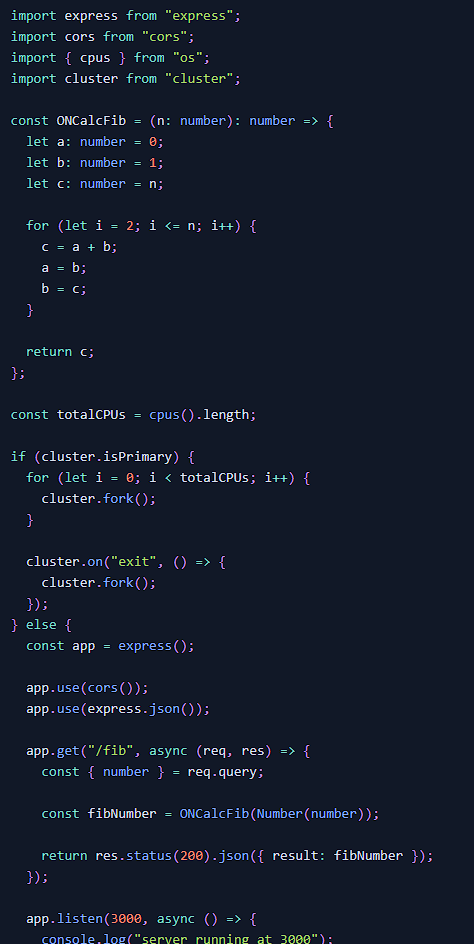 import express from "express";
import cors from "cors";
import { cpus } from "os";
import cluster from "cluster";

const ONCalcFib = (n: number): number => {
  let a: number = 0;
  let b: number = 1;
  let c: number = n;

  for (let i = 2; i <= n; i++) {
    c = a + b;
    a = b;
    b = c;
  }

  return c;
};

const totalCPUs = cpus().length;

if (cluster.isPrimary) {
  for (let i = 0; i < totalCPUs; i++) {
    cluster.fork();
  }

  cluster.on("exit", () => {
    cluster.fork();
  });
} else {
  const app = express();

  app.use(cors());
  app.use(express.json());

  app.get("/fib", async (req, res) => {
    const { number } = req.query;

    const fibNumber = ONCalcFib(Number(number));

    return res.status(200).json({ result: fibNumber });
  });

  app.listen(3000, async () => {
    console.log("server running at 3000");